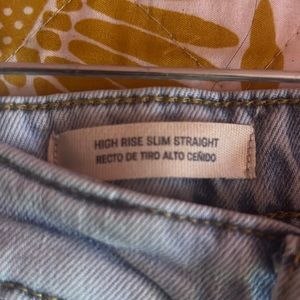 HIGH RISE SLIM STRAIGHT
RECTO DE TIRO ALTO CEÑIDO